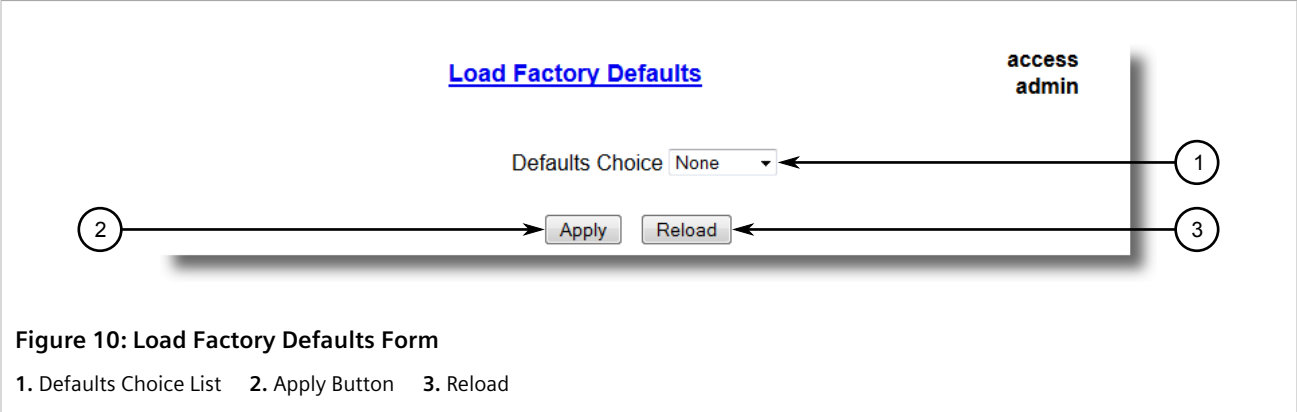 Load Factory Defaults
access
admin
Defaults Choice None
1
2
Apply Reload
3
Figure 10: Load Factory Defaults Form
1. Defaults Choice List 2. Apply Button 3. Reload